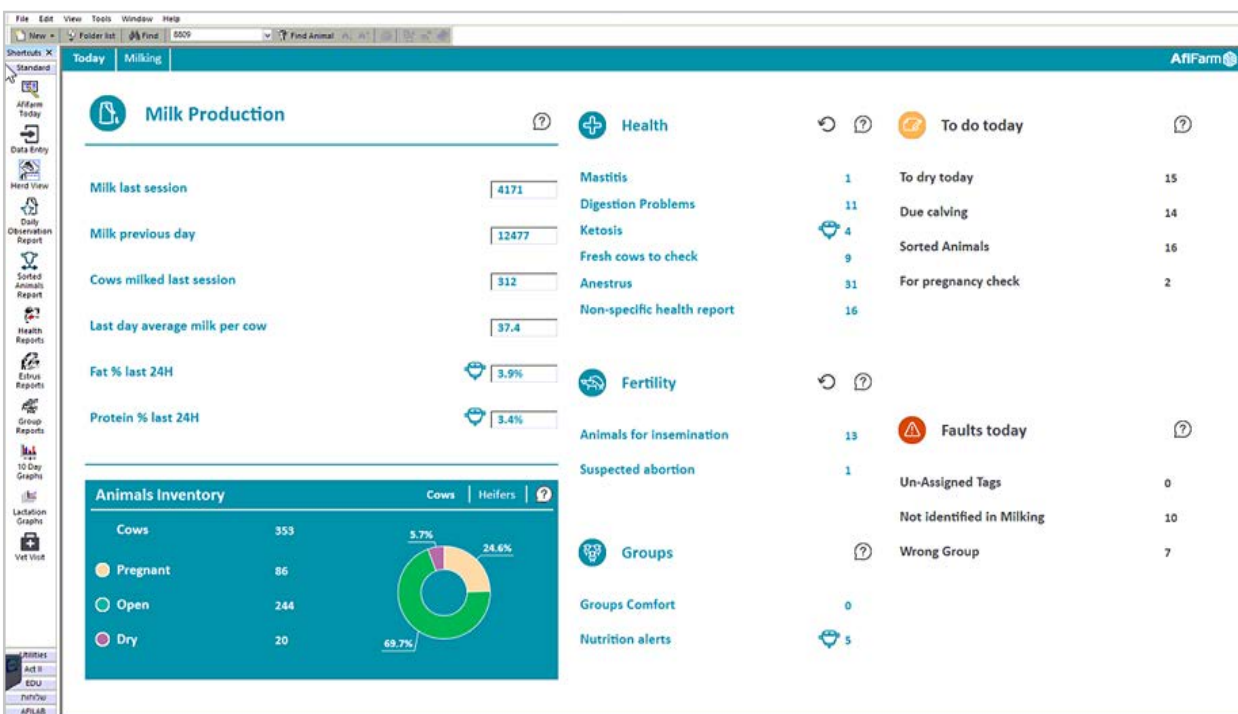 File Edit View Tools Window Help
New Folder list Find 8809 Find Animal
Shortcuts X
Standard
Afifarm
Today
Data Entry
Herd View
Daily
Observation
Report
Sorted
Animals
Report
Health
Reports
Estrus
Reports
Group
Reports
10 Day
Graphs
Lactation
Graphs
Vet Visit
Utilities
Act II
EDU
שלוחות
AFILAB
Today Milking
AfiFarm
Milk Production
Milk last session 4171
Milk previous day 12477
Cows milked last session 312
Last day average milk per cow 37.4
Fat % last 24H 3.9%
Protein % last 24H 3.4%
Animals Inventory Cows Heifers
Cows 353
Pregnant 86
Open 244
Dry 20
5.7%
24.6%
69.7%
Health
Mastitis 1
Digestion Problems 11
Ketosis 4
Fresh cows to check 9
Anestrus 31
Non-specific health report 16
Fertility
Animals for insemination 13
Suspected abortion 1
Groups
Groups Comfort 0
Nutrition alerts 5
To do today
To dry today 15
Due calving 14
Sorted Animals 16
For pregnancy check 2
Faults today
Un-Assigned Tags 0
Not identified in Milking 10
Wrong Group 7